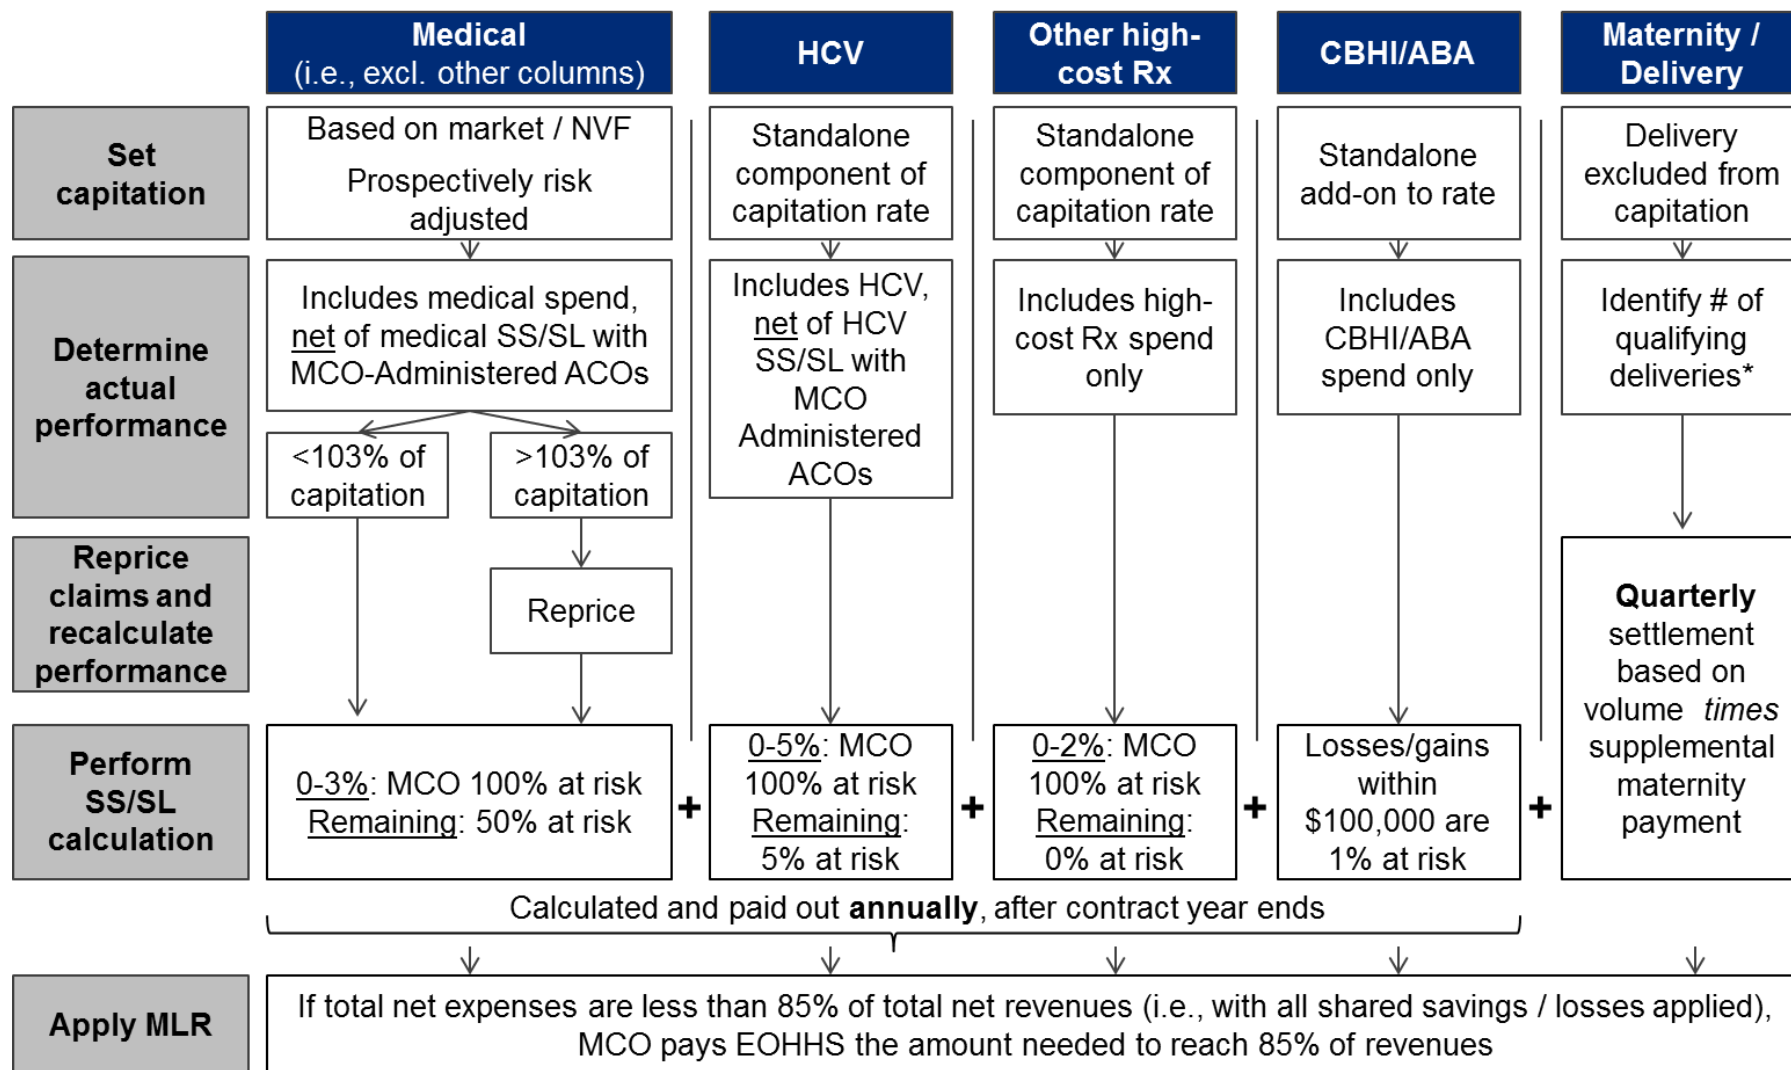 Medical
(i.e., excl. other columns)
HCV
Other high-
cost Rx
CBHI/ABA
Maternity /
Delivery
Set
capitation
Based on market / NVF
Prospectively risk
adjusted
Standalone
component of
capitation rate
Standalone
component of
capitation rate
Standalone
add-on to rate
Delivery
excluded from
capitation
Determine
actual
performance
Includes medical spend,
net of medical SS/SL with
MCO-Administered ACOs
<103% of
capitation
>103% of
capitation
Includes HCV,
net of HCV
SS/SL with
MCO
Administered
ACOs
Includes high-
cost Rx spend
only
Includes
CBHI/ABA
spend only
Identify # of
qualifying
deliveries*
Reprice
claims and
recalculate
performance
Reprice
Quarterly
settlement
based on
volume times
supplemental
maternity
payment
Perform
SS/SL
calculation
0-3%: MCO 100% at risk
Remaining: 50% at risk
+
0-5%: MCO
100% at risk
Remaining:
5% at risk
+
0-2%: MCO
100% at risk
Remaining:
0% at risk
+
Losses/gains
within
$100,000 are
1% at risk
+
Calculated and paid out annually, after contract year ends
Apply MLR
If total net expenses are less than 85% of total net revenues (i.e., with all shared savings / losses applied),
MCO pays EOHHS the amount needed to reach 85% of revenues